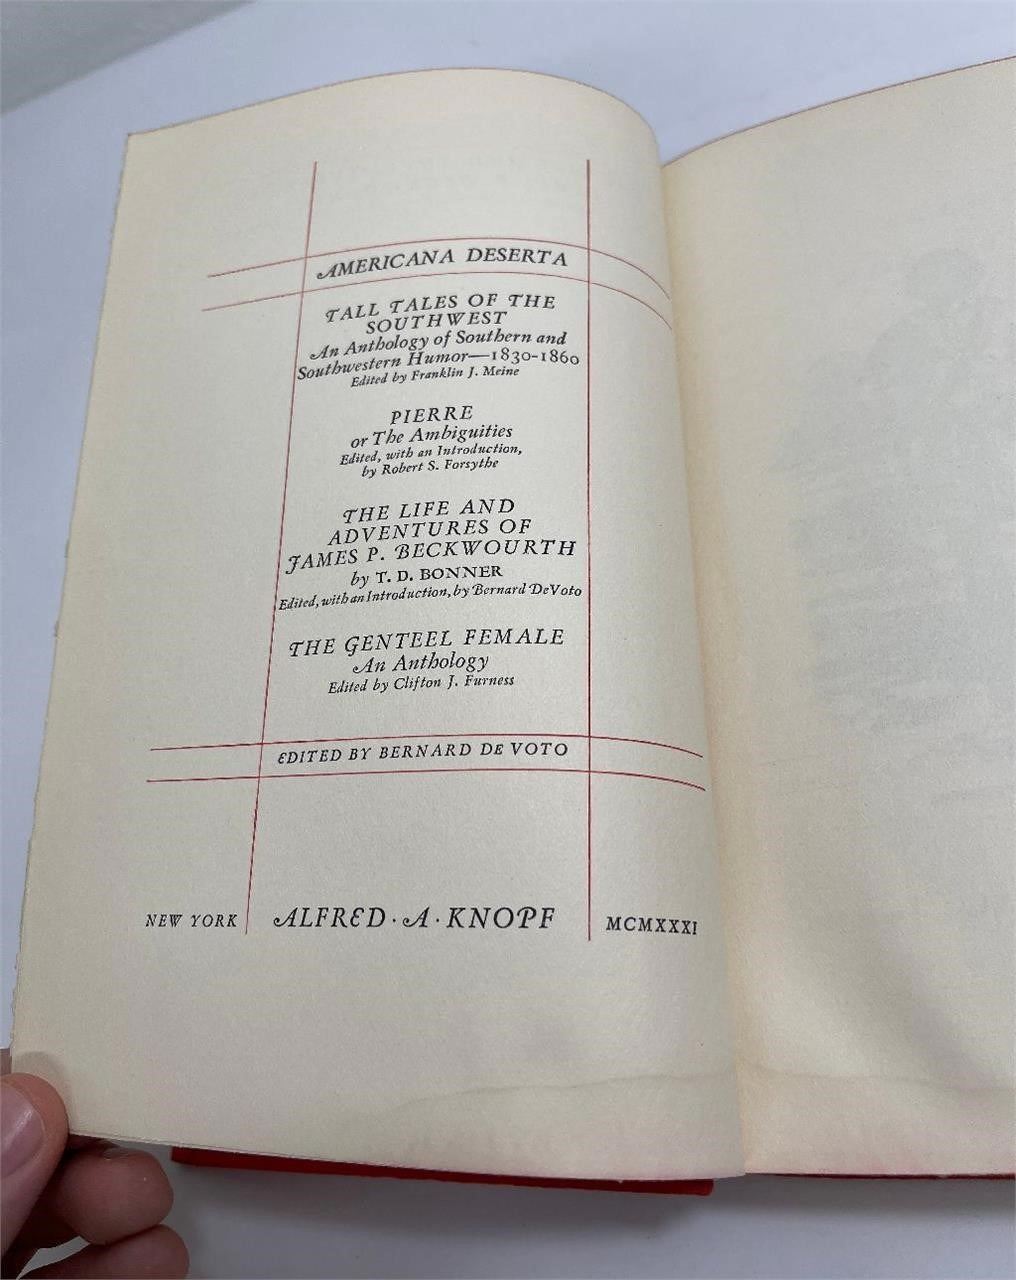 AMERICANA DESERTA
TALL TALES OF THE
SOUTHWEST
An Anthology of Southern and
Southwestern Humor—1830-1860
Edited by Franklin J. Meine
PIERRE
or The Ambiguities
Edited, with an Introduction,
by Robert S. Forsythe
THE LIFE AND
ADVENTURES OF
JAMES P. BECKWOURTH
by T. D. BONNER
Edited, with an Introduction, by Bernard DeVoto
THE GENTEEL FEMALE
An Anthology
Edited by Clifton J. Furness
EDITED BY BERNARD DE VOTO
NEW YORK ALFRED · A · KNOPF MCMXXXI